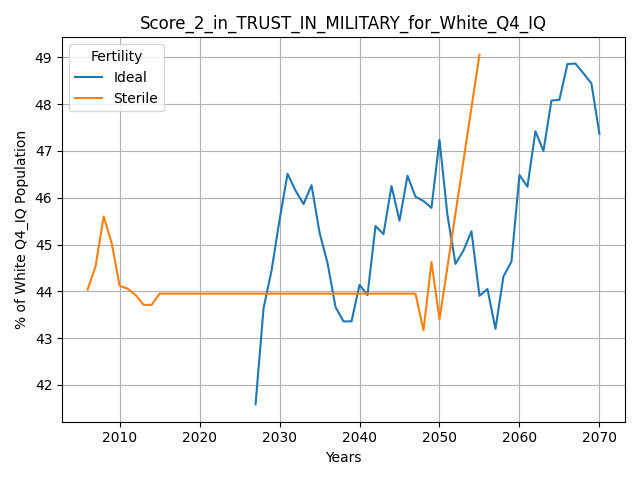 Score_2_in_TRUST_IN_MILITARY_for_White_Q4_IQ
Fertility
Ideal
Sterile
% of White Q4_IQ Population
49
48
47
46
45
44
43
42
2010 2020 2030 2040 2050 2060 2070
Years